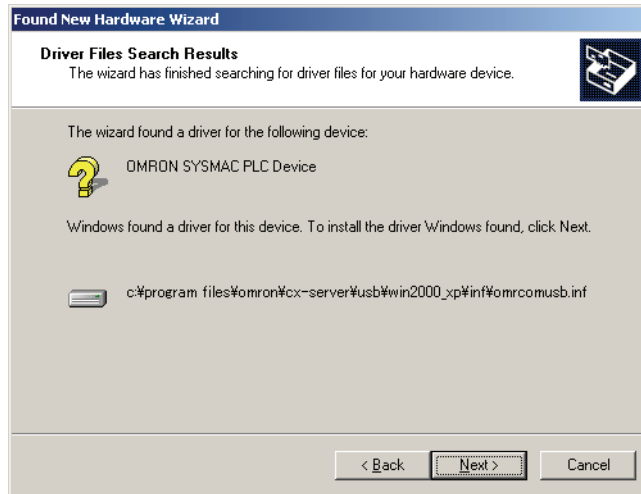 Found New Hardware Wizard
Driver Files Search Results
The wizard has finished searching for driver files for your hardware device.
The wizard found a driver for the following device:
OMRON SYSMAC PLC Device
Windows found a driver for this device. To install the driver Windows found, click Next.
c:¥program files¥omron¥cx-server¥usb¥win2000_xp¥inf¥omrcomusb.inf
< Back Next > Cancel